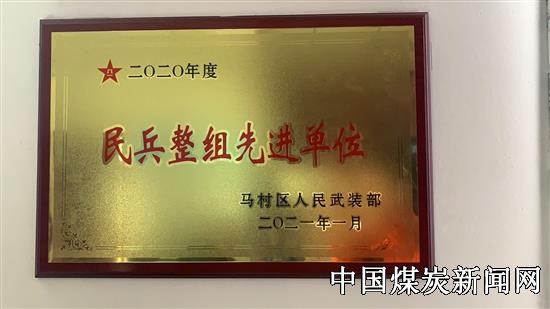 二〇二〇年度
民兵整组先进单位
马村区人民武装部
二〇二一年一月
中国煤炭新闻网